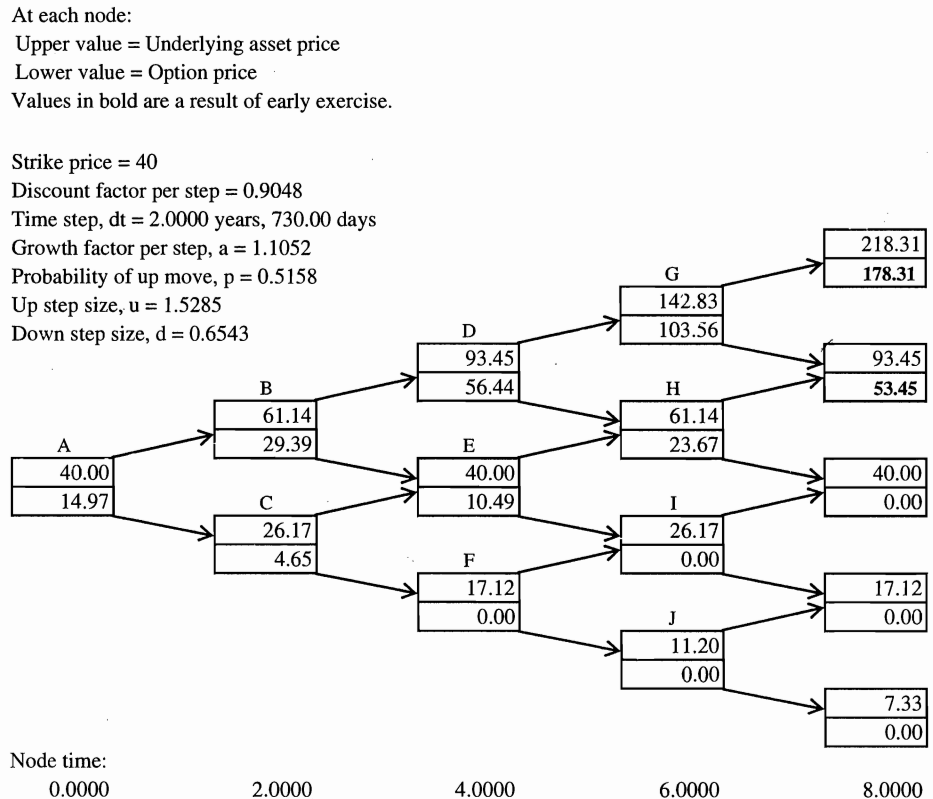 At each node:
Upper value = Underlying asset price
Lower value = Option price
Values in bold are a result of early exercise.
Strike price = 40
Discount factor per step = 0.9048
Time step, dt = 2.0000 years, 730.00 days
Growth factor per step, a = 1.1052
Probability of up move, p = 0.5158
Up step size, u = 1.5285
Down step size, d = 0.6543
A
40.00
14.97
B
61.14
29.39
C
26.17
4.65
D
93.45
56.44
E
40.00
10.49
F
17.12
0.00
G
142.83
103.56
H
61.14
23.67
I
26.17
0.00
J
11.20
0.00
218.31
178.31
93.45
53.45
40.00
0.00
17.12
0.00
7.33
0.00
Node time:
0.0000 2.0000 4.0000 6.0000 8.0000